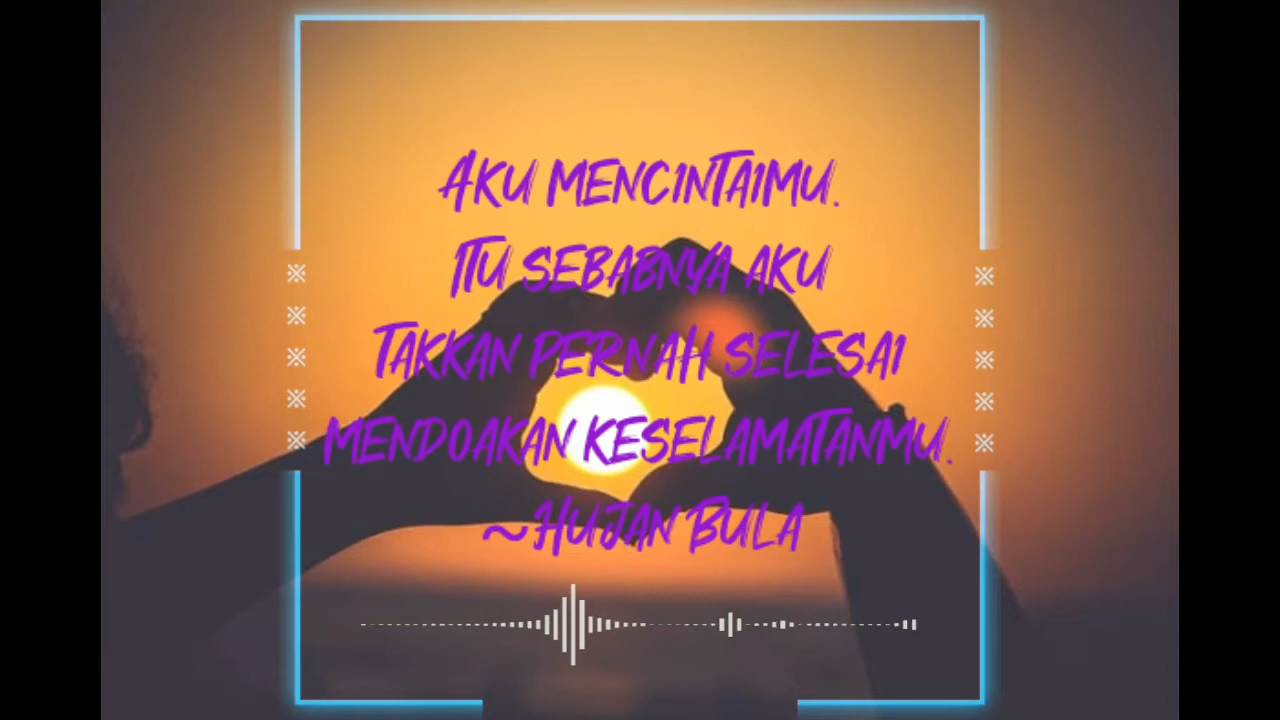 AKU MENCINTAIMU.
ITU SEBABNYA AKU
TAKKAN PERNAH SELESAI
MENDOAKAN KESELAMATANMU.
~HUJAN BULA